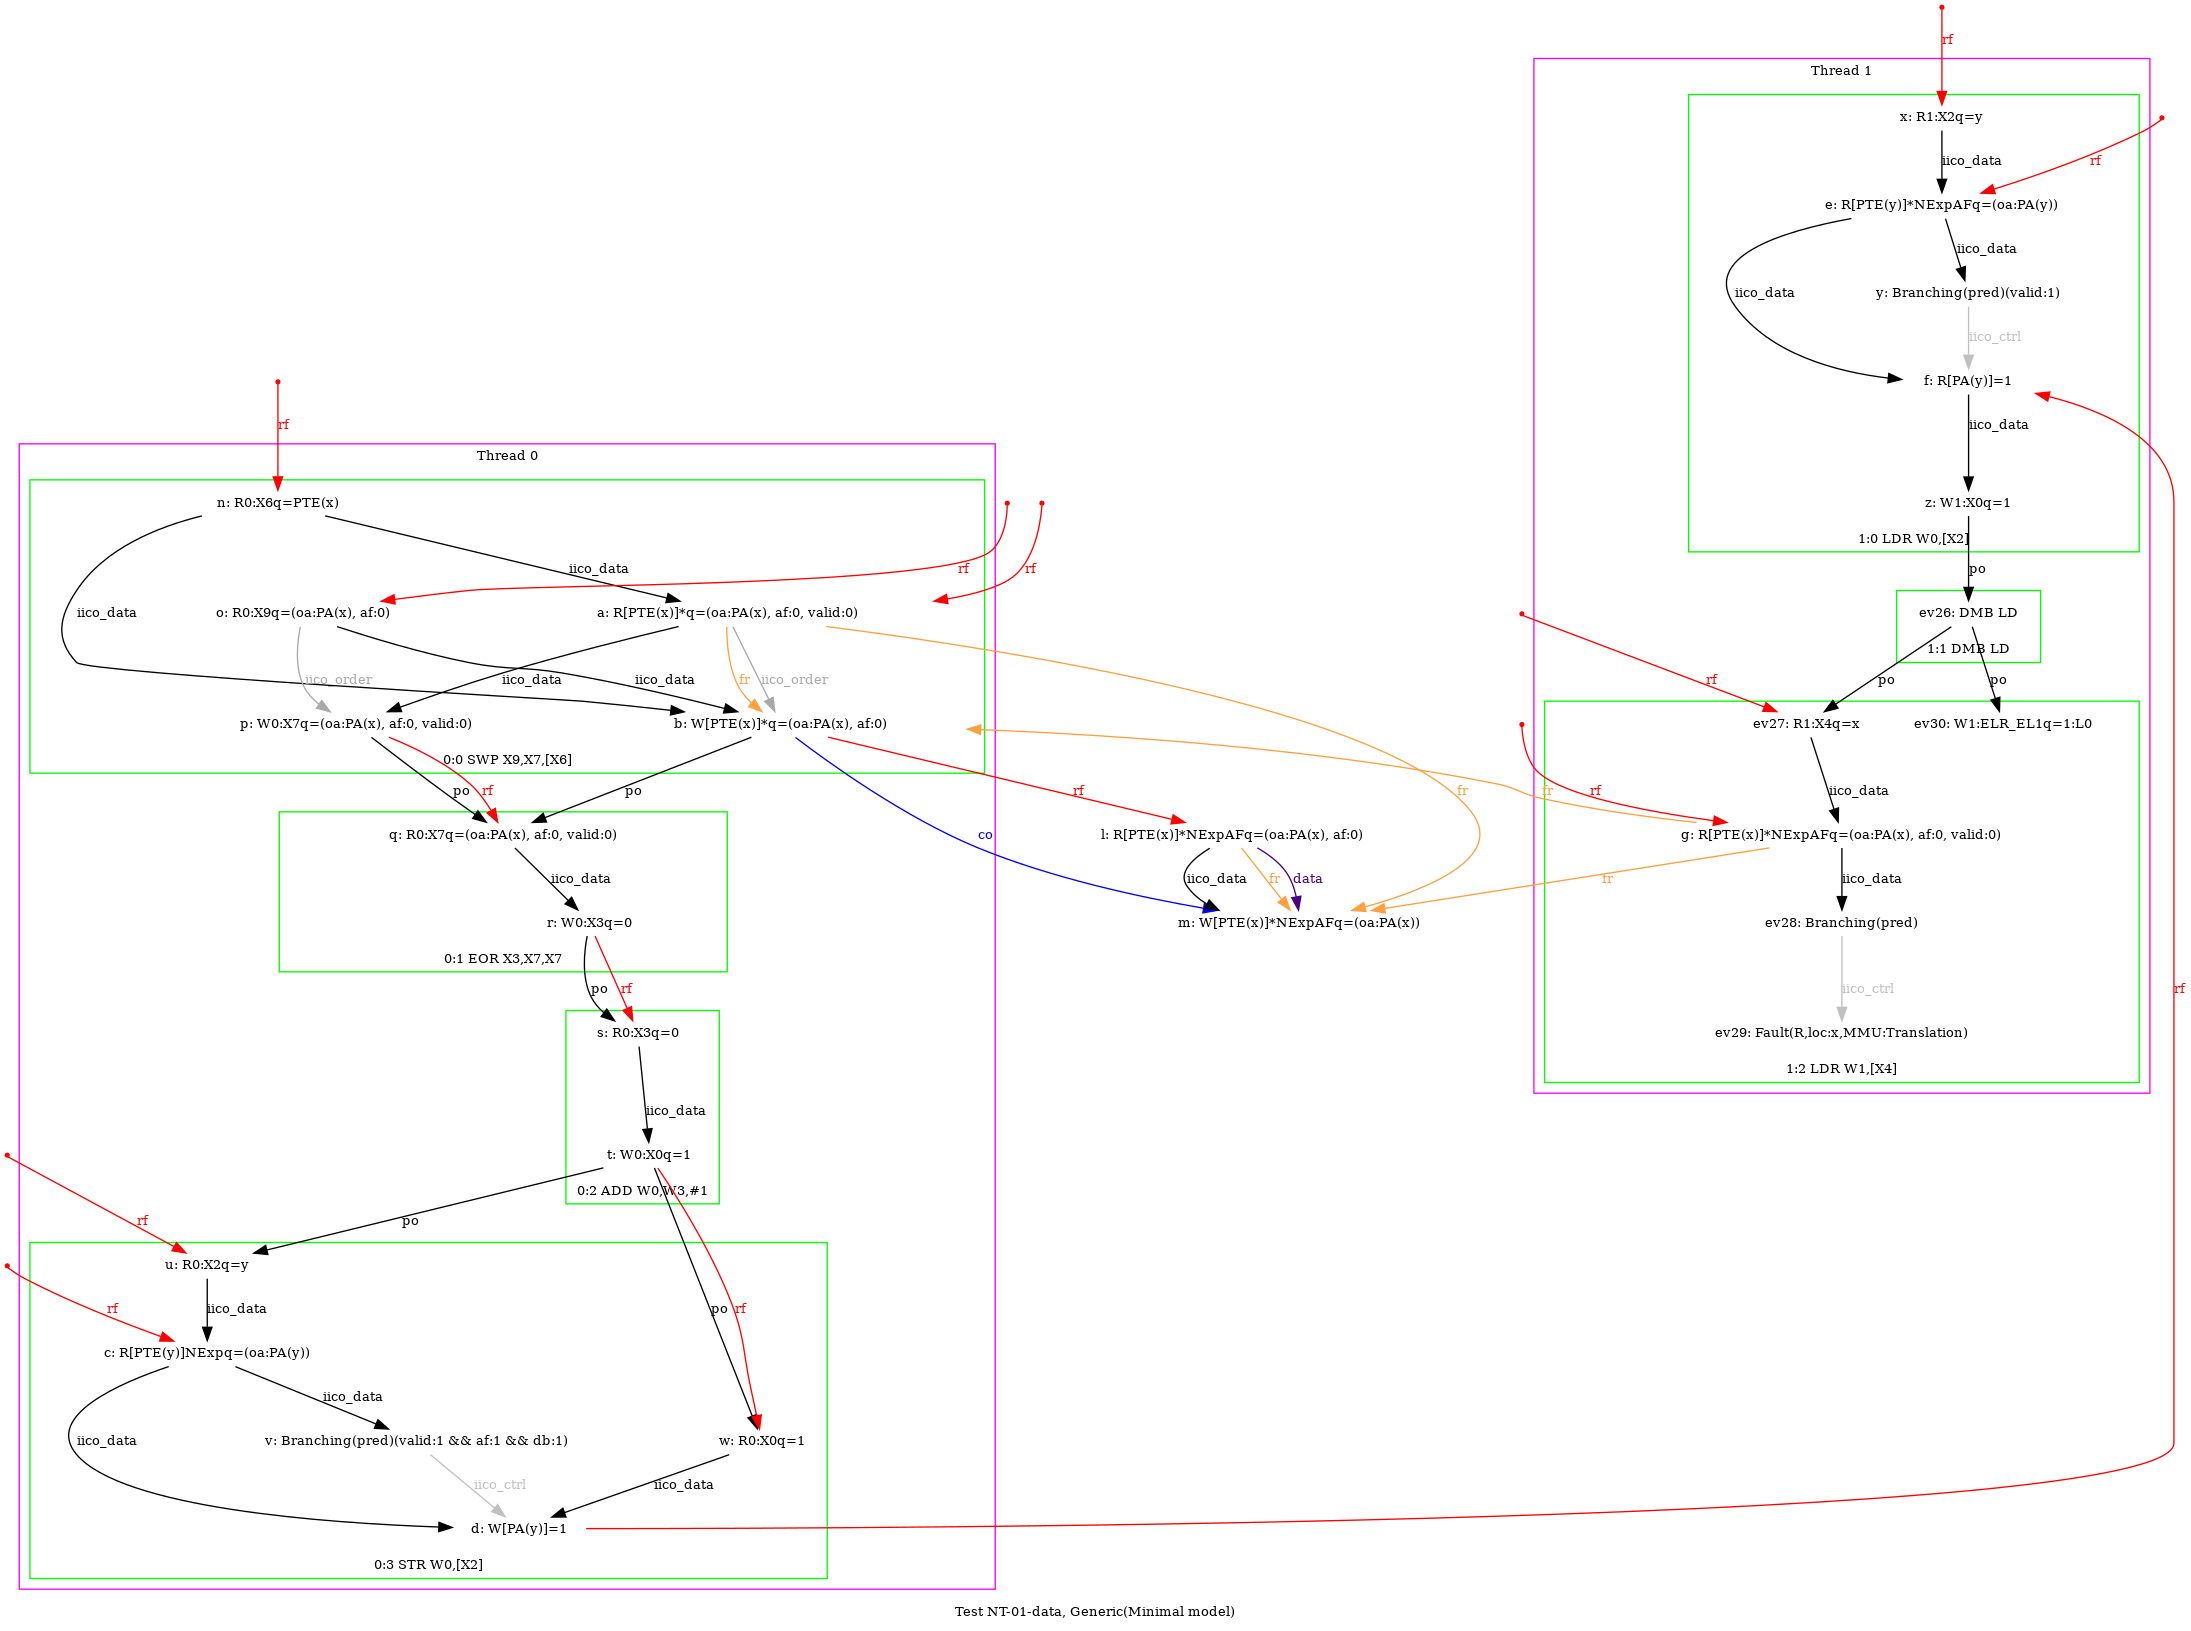 rf
Thread 1
x: R1:X2q=y
iico_data
rf
e: R[PTE(y)]*NExpAFq=(oa:PA(y))
iico_data
iico_data
y: Branching(pred)(valid:1)
iico_ctrl
f: R[PA(y)]=1
rf
iico_data
Thread 0
n: R0:X6q=PTE(x)
z: W1:X0q=1
1:0 LDR W0,[X2]
iico_data
rf
rf
po
iico_data
o: R0:X9q=(oa:PA(x), af:0)
a: R[PTE(x)]*q=(oa:PA(x), af:0, valid:0)
ev26: DMB LD
1:1 DMB LD
iico_order
iico_data
iico_data
fr
iico_order
rf
po
po
p: W0:X7q=(oa:PA(x), af:0, valid:0)
b: W[PTE(x)]*q=(oa:PA(x), af:0)
ev27: R1:X4q=x
ev30: W1:ELR_EL1q=1:L0
0:0 SWP X9,X7,[X6]
po
rf
po
rf
fr
fr
rf
iico_data
q: R0:X7q=(oa:PA(x), af:0, valid:0)
co
l: R[PTE(x)]*NExpAFq=(oa:PA(x), af:0)
g: R[PTE(x)]*NExpAFq=(oa:PA(x), af:0, valid:0)
iico_data
iico_data
fr
data
fr
iico_data
r: W0:X3q=0
m: W[PTE(x)]*NExpAFq=(oa:PA(x))
ev28: Branching(pred)
0:1 EOR X3,X7,X7
po
rf
iico_ctrl
rf
s: R0:X3q=0
ev29: Fault(R,loc:x,MMU:Translation)
1:2 LDR W1,[X4]
iico_data
t: W0:X0q=1
0:2 ADD W0,W3,#1
rf
po
u: R0:X2q=y
rf
iico_data
po
rf
c: R[PTE(y)]NExpq=(oa:PA(y))
iico_data
iico_data
v: Branching(pred)(valid:1 && af:1 && db:1)
w: R0:X0q=1
iico_ctrl
iico_data
d: W[PA(y)]=1
0:3 STR W0,[X2]
Test NT-01-data, Generic(Minimal model)